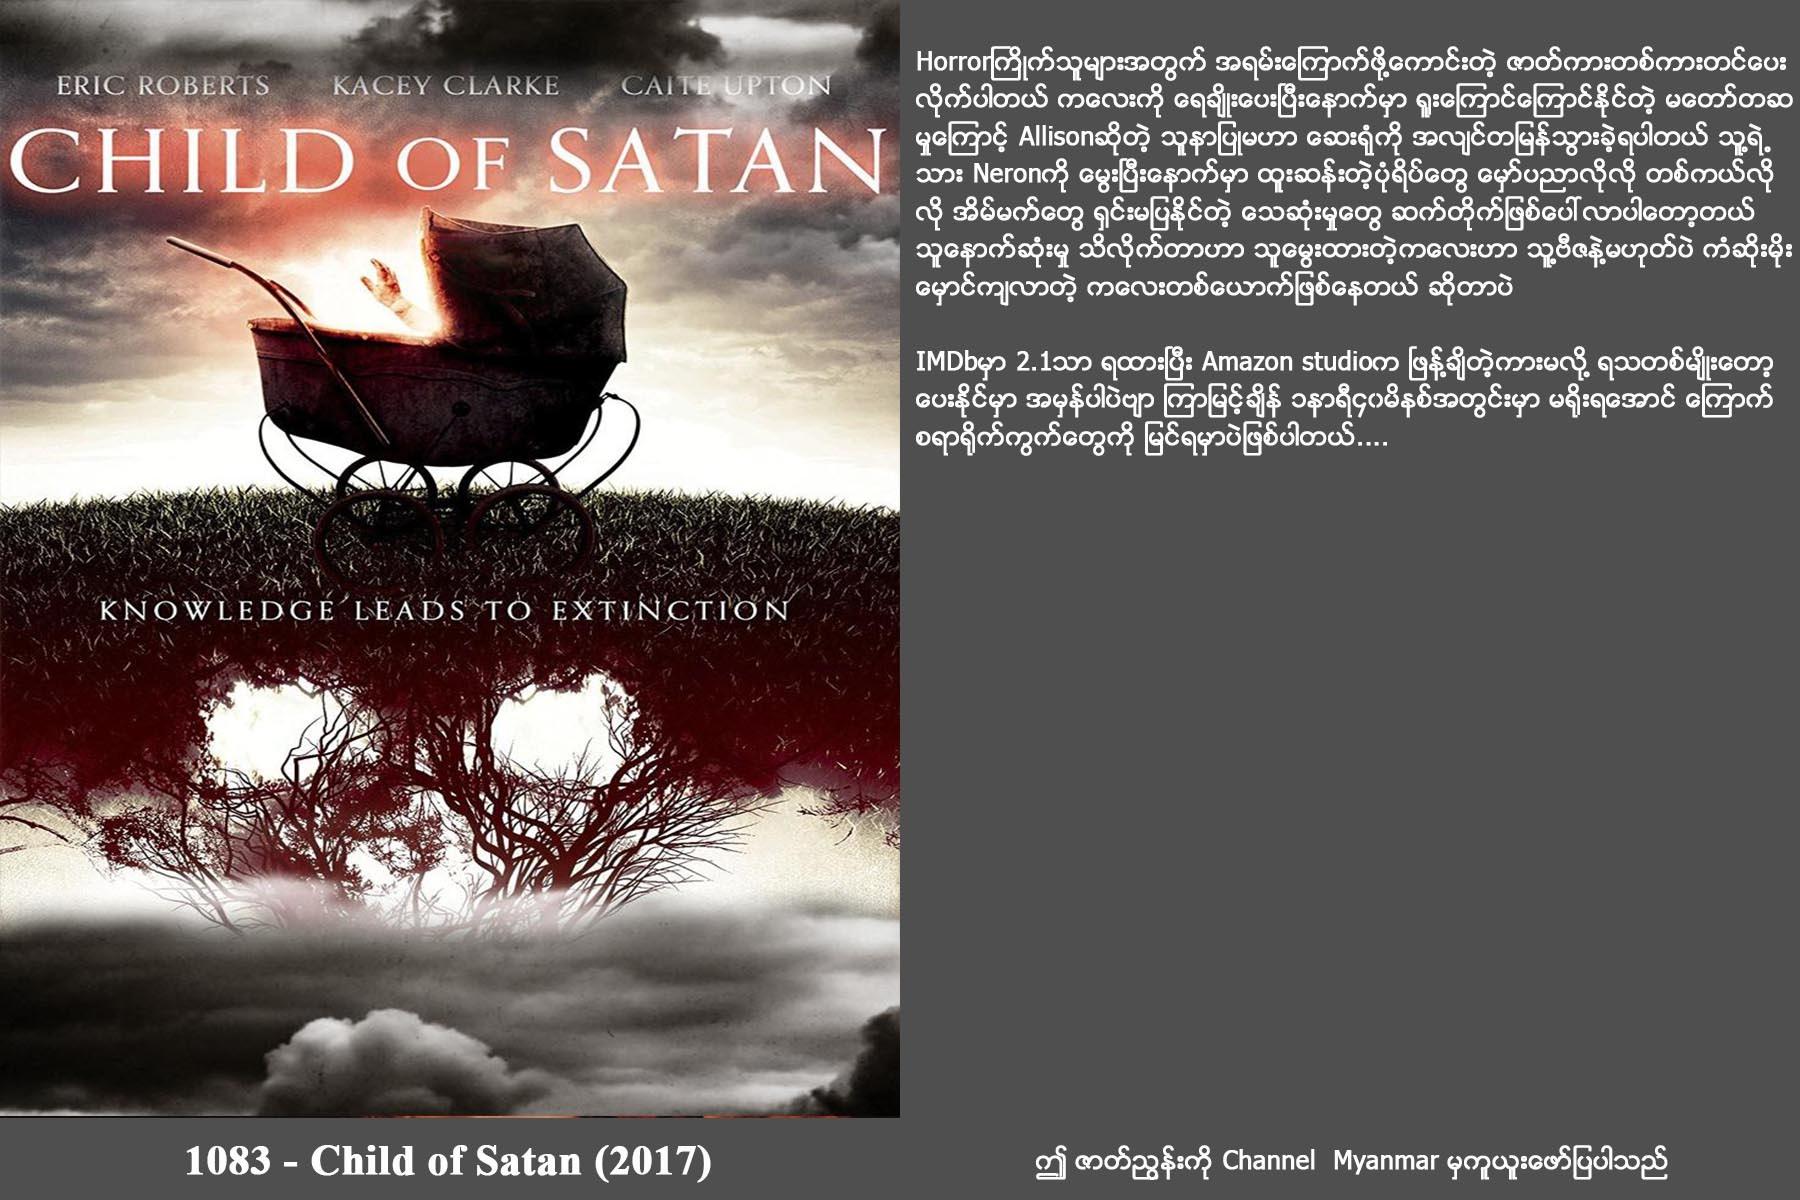 ERIC ROBERTS KACEY CLARKE CAITE UPTON
CHILD OF SATAN
KNOWLEDGE LEADS TO EXTINCTION
1083 - Child of Satan (2017)
Horrorကြိုက်သူများအတွက် အရမ်းကြောက်ဖို့ကောင်းတဲ့ ဇာတ်ကားတစ်ကားတင်ပေး
လိုက်ပါတယ် ကလေးကို ရေချိုးပေးပြီးနောက်မှာ ရူးကြောင်ကြောင်နိုင်တဲ့ မတော်တဆ
မှုကြောင့် Allisonဆိုတဲ့ သူနာပြုမဟာ ဆေးရုံကို အလျင်တမြန်သွားခဲ့ရပါတယ် သူ့ရဲ့
သား Neronကို မွေးပြီးနောက်မှာ ထူးဆန်းတဲ့ပုံရိပ်တွေ မှော်ပညာလိုလို တစ်ကယ်လို
လို အိမ်မက်တွေ ရှင်းမပြနိုင်တဲ့ သေဆုံးမှုတွေ ဆက်တိုက်ဖြစ်ပေါ်လာပါတော့တယ်
သူနောက်ဆုံးမှ သိလိုက်တာဟာ သူမွေးထားတဲ့ကလေးဟာ သူ့ဗီဇနဲ့မဟုတ်ပဲ ကံဆိုးမိုး
မှောင်ကျလာတဲ့ ကလေးတစ်ယောက်ဖြစ်နေတယ် ဆိုတာပဲ
IMDbမှာ 2.1သာ ရထားပြီး Amazon studioက ဖြန့်ချိတဲ့ကားမလို့ ရသတစ်မျိုးတော့
ပေးနိုင်မှာ အမှန်ပါပဲဗျာ ကြာမြင့်ချိန် ၁နာရီ၄၀မိနစ်အတွင်းမှာ မရိုးရအောင် ကြောက်
စရာရိုက်ကွက်တွေကို မြင်ရမှာပဲဖြစ်ပါတယ်....
ဤ ဇာတ်ညွှန်းကို Channel Myanmar မှကူယူးဖော်ပြပါသည်